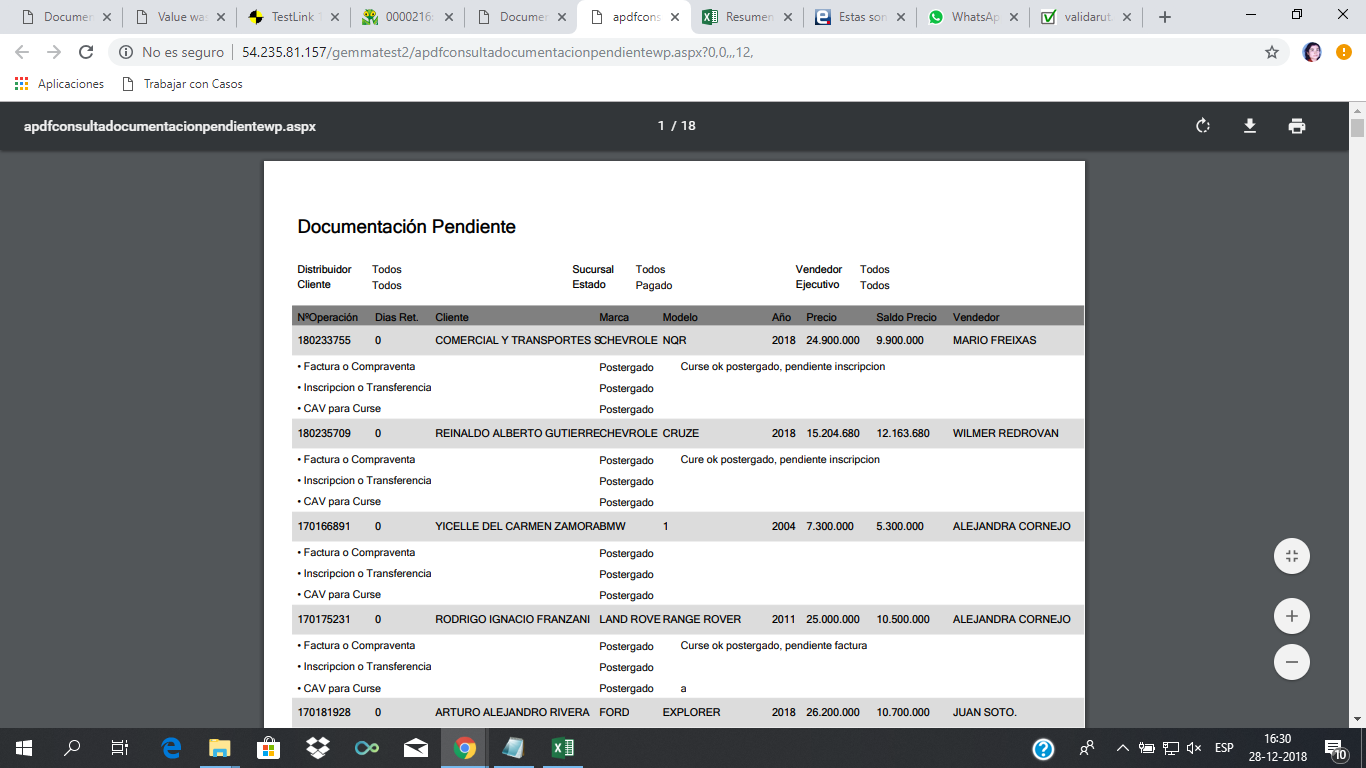 Documen
Value wa
TestLink
0000216
Documen
apdfcons
Resumen
Estas son
WhatsAp
validarut.
No es seguro 54.235.81.157/gemmatest2/apdfconsultadocumentacionpendientewp.aspx?0,0,,,12,
Aplicaciones Trabajar con Casos
apdfconsultadocumentacionpendientewp.aspx 1 / 18
Documentación Pendiente
Distribuidor Todos Sucursal Todos Vendedor Todos
Cliente Todos Estado Pagado Ejecutivo Todos
NºOperación Dias Ret. Cliente Marca Modelo Año Precio Saldo Precio Vendedor
180233755 0 COMERCIAL Y TRANSPORTES S CHEVROLE NQR 2018 24.900.000 9.900.000 MARIO FREIXAS
• Factura o Compraventa Postergado Curse ok postergado, pendiente inscripcion
• Inscripcion o Transferencia Postergado
• CAV para Curse Postergado
180235709 0 REINALDO ALBERTO GUTIERRE CHEVROLE CRUZE 2018 15.204.680 12.163.680 WILMER REDROVAN
• Factura o Compraventa Postergado Cure ok postergado, pendiente inscripcion
• Inscripcion o Transferencia Postergado
• CAV para Curse Postergado
170166891 0 YICELLE DEL CARMEN ZAMORA BMW 1 2004 7.300.000 5.300.000 ALEJANDRA CORNEJO
• Factura o Compraventa Postergado
• Inscripcion o Transferencia Postergado
• CAV para Curse Postergado
170175231 0 RODRIGO IGNACIO FRANZANI LAND ROVE RANGE ROVER 2011 25.000.000 10.500.000 ALEJANDRA CORNEJO
• Factura o Compraventa Postergado Curse ok postergado, pendiente factura
• Inscripcion o Transferencia Postergado
• CAV para Curse Postergado a
170181928 0 ARTURO ALEJANDRO RIVERA FORD EXPLORER 2018 26.200.000 10.700.000 JUAN SOTO.
ESP 16:30
28-12-2018 10